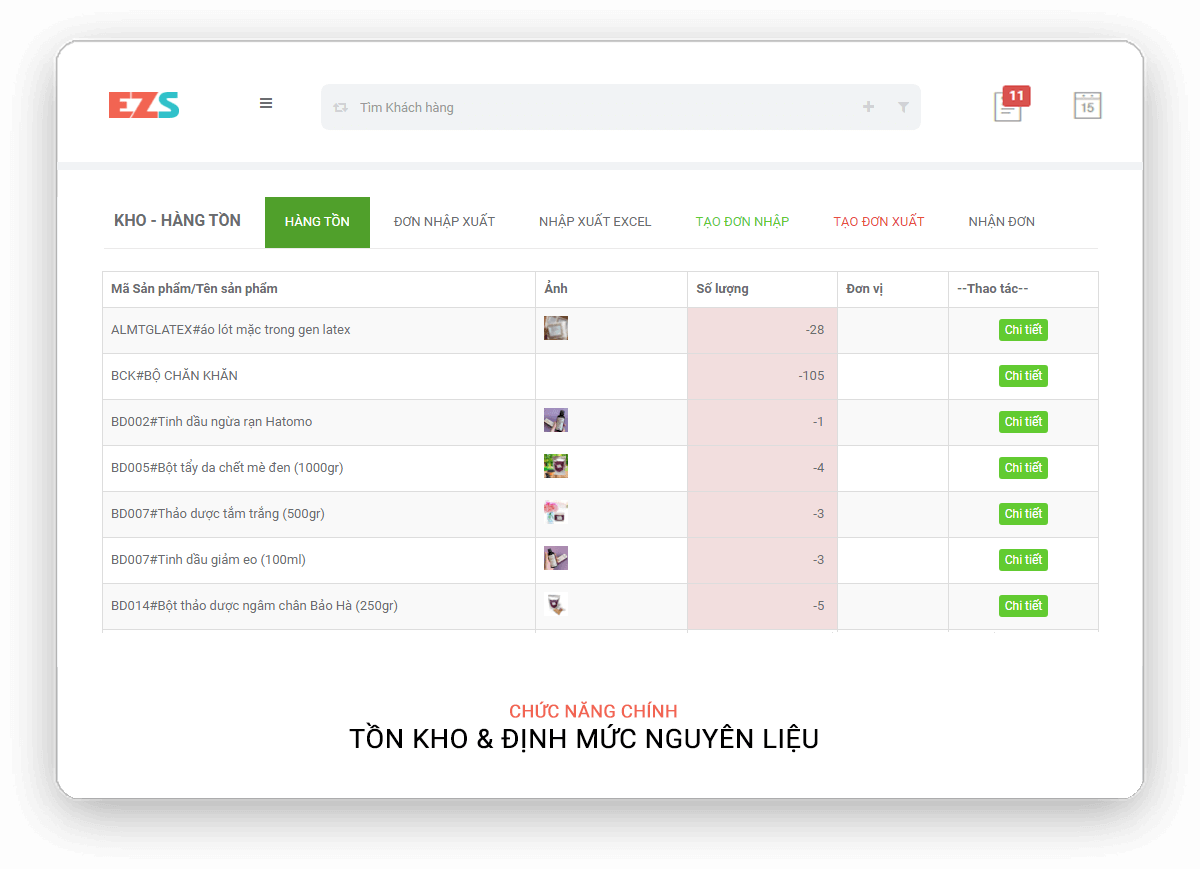 EZS
Tìm Khách hàng
11
15
KHO - HÀNG TỒN HÀNG TỒN ĐƠN NHẬP XUẤT NHẬP XUẤT EXCEL TẠO ĐƠN NHẬP TẠO ĐƠN XUẤT NHẬN ĐƠN
Mã Sản phẩm/Tên sản phẩm Ảnh Số lượng Đơn vị --Thao tác--
ALMTGLATEX#áo lót mặc trong gen latex -28 Chi tiết
BCK#BỘ CHĂN KHĂN -105 Chi tiết
BD002#Tinh dầu ngừa rạn Hatomo -1 Chi tiết
BD005#Bột tẩy da chết mè đen (1000gr) -4 Chi tiết
BD007#Thảo dược tắm trắng (500gr) -3 Chi tiết
BD007#Tinh dầu giảm eo (100ml) -3 Chi tiết
BD014#Bột thảo dược ngâm chân Bảo Hà (250gr) -5 Chi tiết
CHỨC NĂNG CHÍNH
TỒN KHO & ĐỊNH MỨC NGUYÊN LIỆU